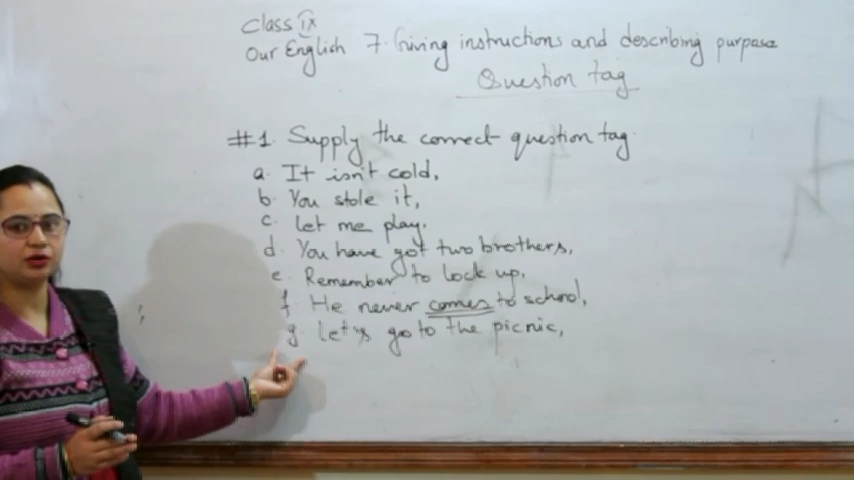 Class IX
Our English 7. Giving instructions and describing purpose
Question tag
#1. Supply the correct question tag.
a. It isn't cold,
b. You stole it,
c. Let me play.
d. You have got two brothers,
e. Remember to lock up,
f. He never comes to school,
g. Let's go to the picnic,